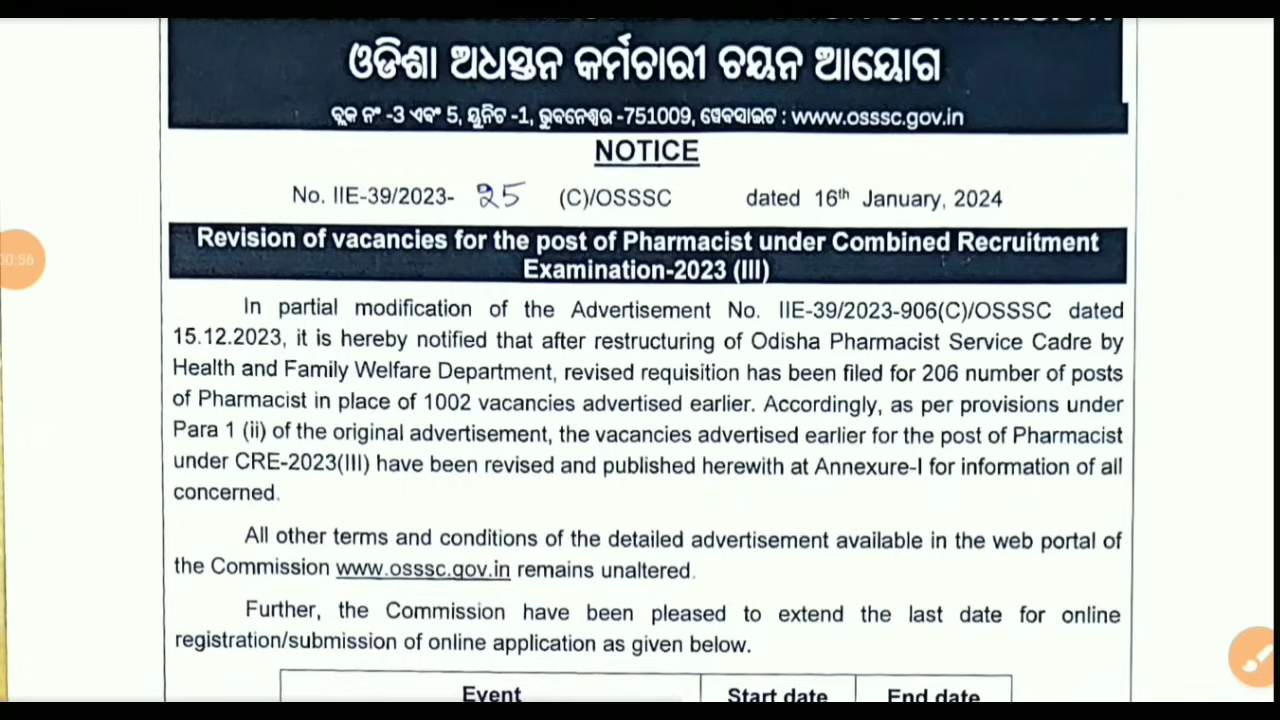 ଓଡିଶା ଅଧସ୍ତନ କର୍ମଚାରୀ ଚୟନ ଆୟୋଗ
ବ୍ଲକ ନଂ -3 ଏବଂ 5, ୟୁନିଟ -1, ଭୁବନେଶ୍ୱର -751009, ୱେବସାଇଟ : www.osssc.gov.in
NOTICE
No. IIE-39/2023- 25 (C)/OSSSC dated 16th January, 2024
Revision of vacancies for the post of Pharmacist under Combined Recruitment
Examination-2023 (III)
00:56
In partial modification of the Advertisement No. IIE-39/2023-906(C)/OSSSC dated
15.12.2023, it is hereby notified that after restructuring of Odisha Pharmacist Service Cadre by
Health and Family Welfare Department, revised requisition has been filed for 206 number of posts
of Pharmacist in place of 1002 vacancies advertised earlier. Accordingly, as per provisions under
Para 1 (ii) of the original advertisement, the vacancies advertised earlier for the post of Pharmacist
under CRE-2023(III) have been revised and published herewith at Annexure-I for information of all
concerned.
All other terms and conditions of the detailed advertisement available in the web portal of
the Commission www.osssc.gov.in remains unaltered.
Further, the Commission have been pleased to extend the last date for online
registration/submission of online application as given below.
Event Start date End date